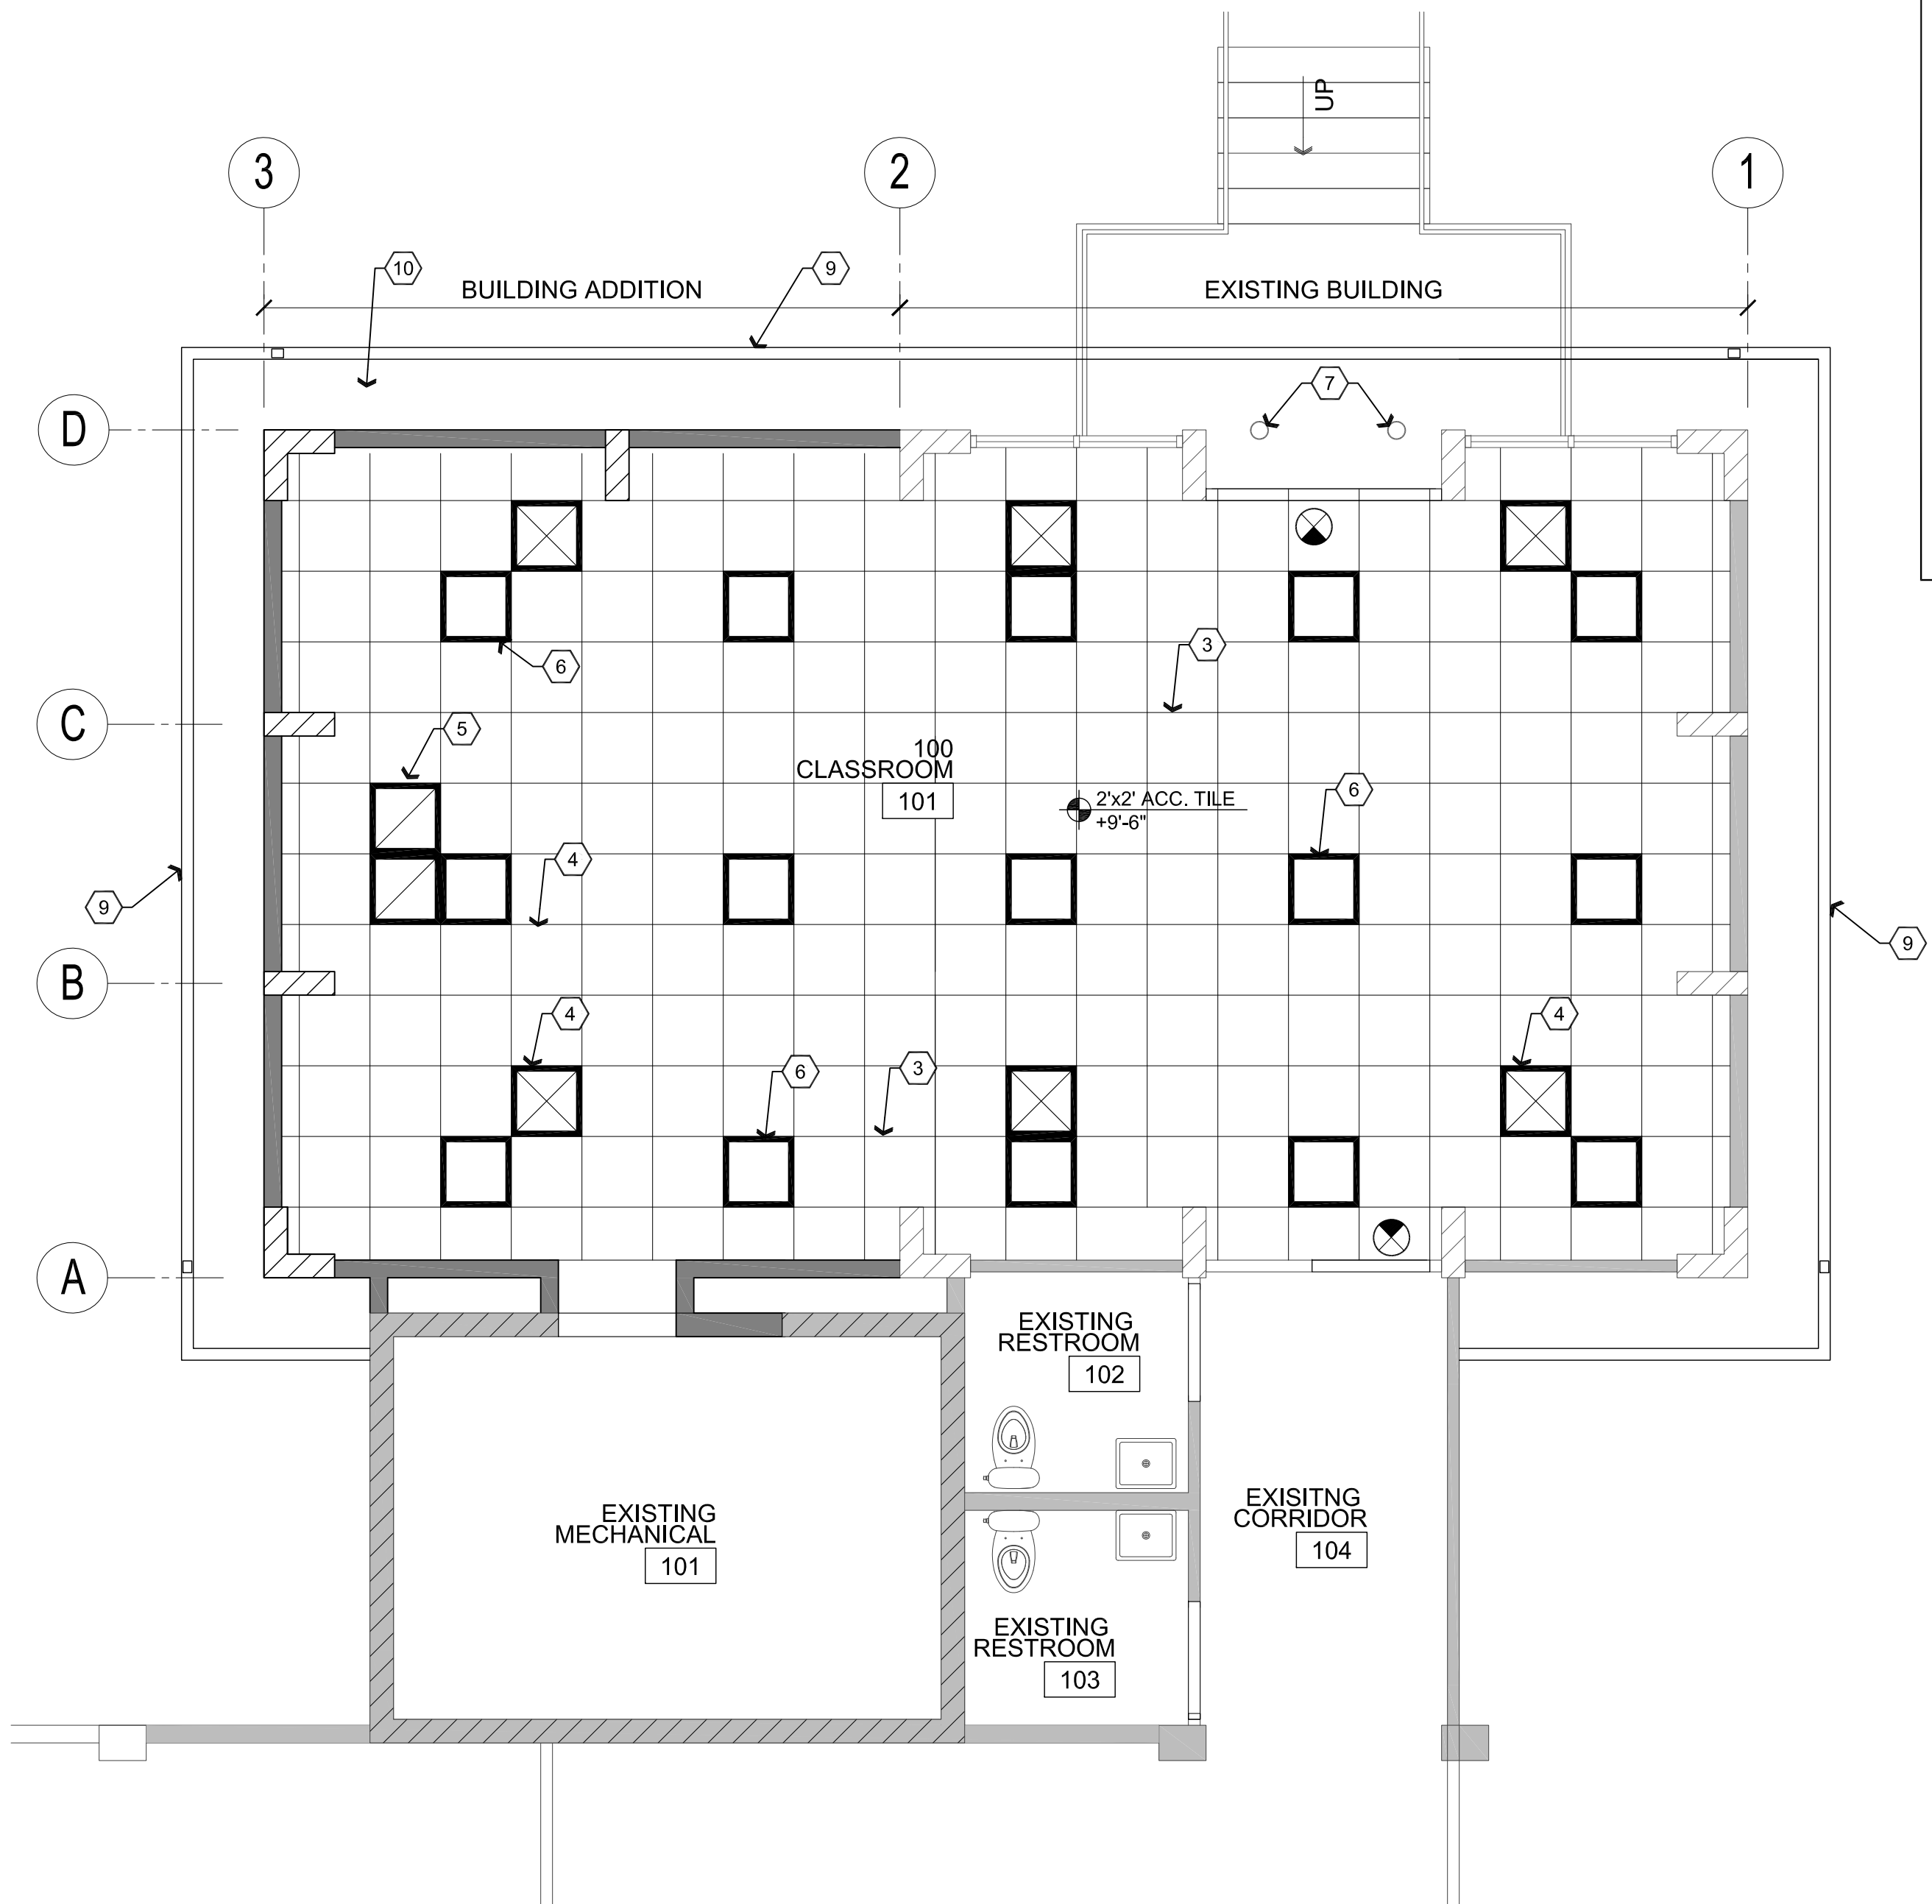 UP
3
2
1
10
9
BUILDING ADDITION
EXISTING BUILDING
7
D
3
6
C
5
100
CLASSROOM
101
2'x2' ACC. TILE
+9'-6"
6
4
9
9
B
4
4
6
3
A
EXISTING
RESTROOM
102
EXISTING
MECHANICAL
101
EXISITNG
CORRIDOR
104
EXISTING
RESTROOM
103